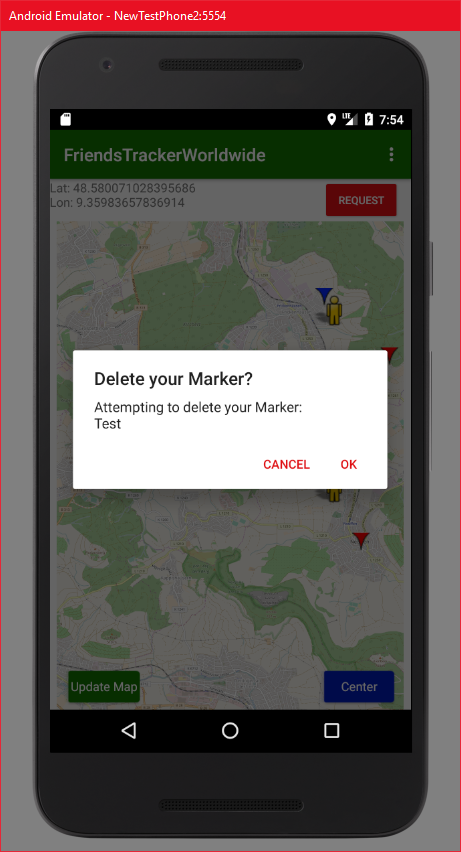 Android Emulator - NewTestPhone2:5554
LTE
7:54
FriendsTrackerWorldwide
Lat: 48.580071028395686
Lon: 9.35983657836914
REQUEST
Delete your Marker?
Attempting to delete your Marker:
Test
CANCEL
OK
Update Map
Center